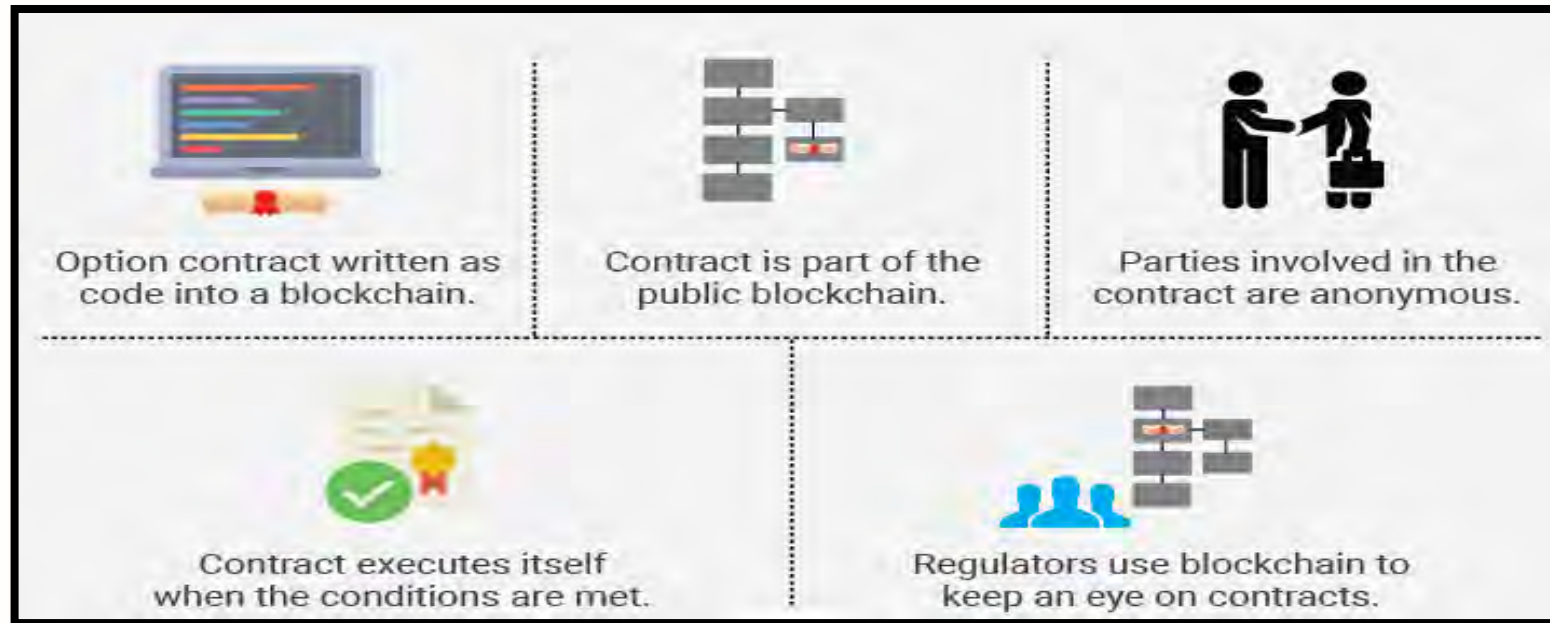 Option contract written as
code into a blockchain.
Contract is part of the
public blockchain.
Parties involved in the
contract are anonymous.
Contract executes itself
when the conditions are met.
Regulators use blockchain to
keep an eye on contracts.